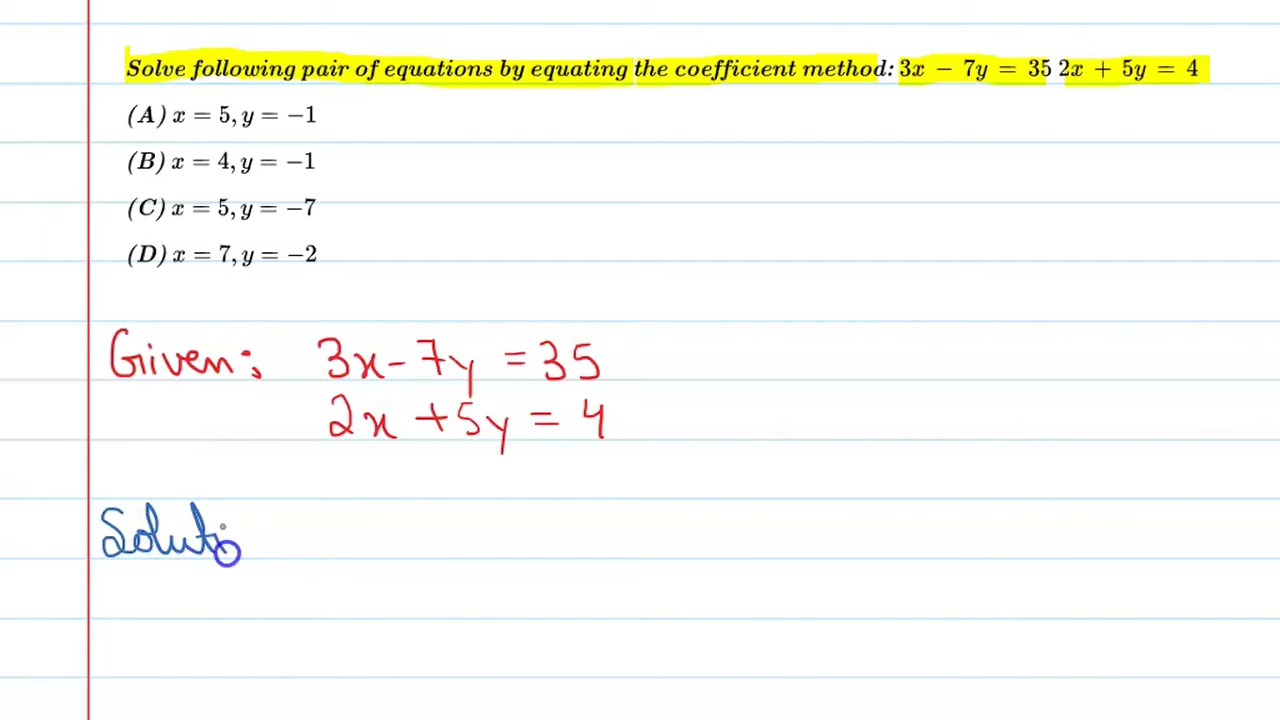 Solve following pair of equations by equating the coefficient method: 3x − 7y = 35 2x + 5y = 4
(A) x = 5, y = −1
(B) x = 4, y = −1
(C) x = 5, y = −7
(D) x = 7, y = −2
Given: 3x - 7y = 35
2x + 5y = 4
Soluti